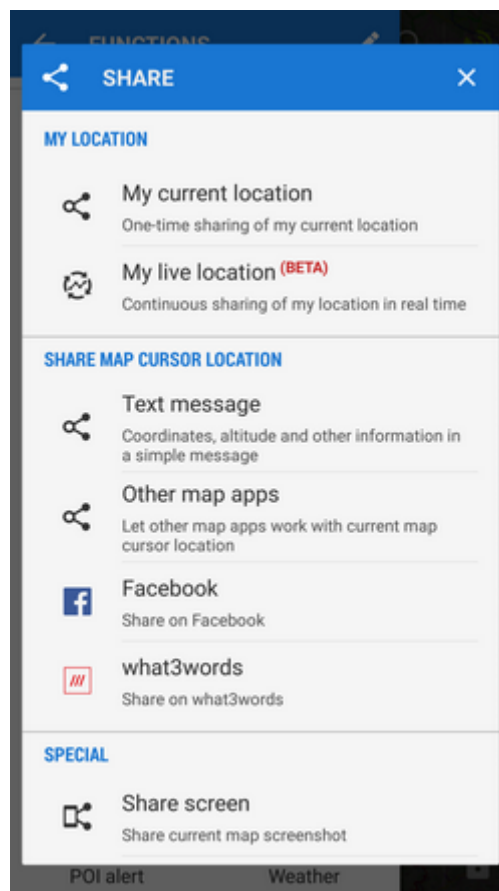 FUNCTIONS
SHARE
MY LOCATION
My current location
One-time sharing of my current location
My live location (BETA)
Continuous sharing of my location in real time
SHARE MAP CURSOR LOCATION
Text message
Coordinates, altitude and other information in
a simple message
Other map apps
Let other map apps work with current map
cursor location
Facebook
Share on Facebook
what3words
Share on what3words
SPECIAL
Share screen
Share current map screenshot
POI alert Weather